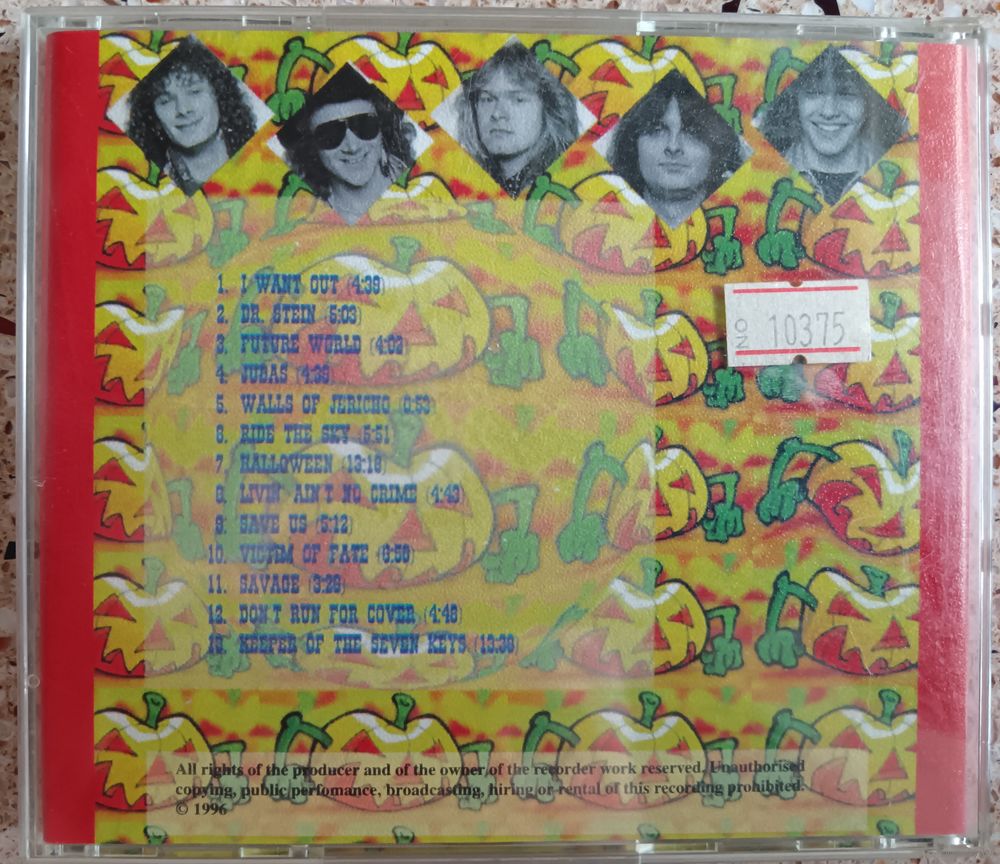 1. I WANT OUT (4:39)
2. DR. STEIN (5:03)
3. FUTURE WORLD (4:02)
4. JUDAS (4:39)
5. WALLS OF JERICHO (0:53)
6. RIDE THE SKY (5:51)
7. HALLOWEEN (13:18)
8. LIVIN' AIN'T NO CRIME (4:43)
9. SAVE US (5:12)
10. VICTIM OF FATE (6:56)
11. SAVAGE (3:26)
12. DON'T RUN FOR COVER (4:46)
13. KEEPER OF THE SEVEN KEYS (13:38)
NO 10375
All rights of the producer and of the owner of the recorder work reserved. Unauthorised
copying, public perfomance, broadcasting, hiring or rental of this recording prohibited.
© 1996